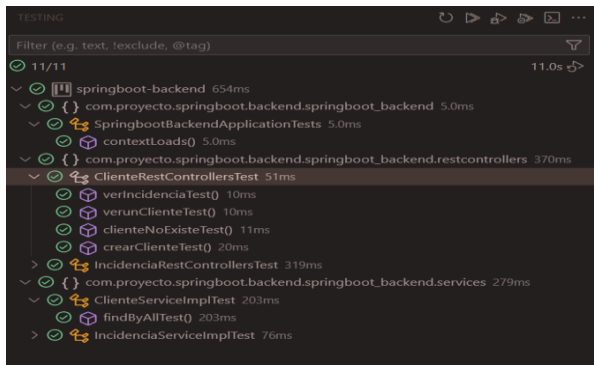 TESTING
Filter (e.g. text, !exclude, @tag)
11/11 11.0s
springboot-backend 654ms
{ } com.proyecto.springboot.backend.springboot_backend 5.0ms
SpringbootBackendApplicationTests 5.0ms
contextLoads() 5.0ms
{ } com.proyecto.springboot.backend.springboot_backend.restcontrollers 370ms
ClienteRestControllersTest 51ms
verIncidenciaTest() 10ms
verunClienteTest() 10ms
clienteNoExisteTest() 11ms
crearClienteTest() 20ms
IncidenciaRestControllersTest 319ms
{ } com.proyecto.springboot.backend.springboot_backend.services 279ms
ClienteServiceImplTest 203ms
findByAllTest() 203ms
IncidenciaServiceImplTest 76ms